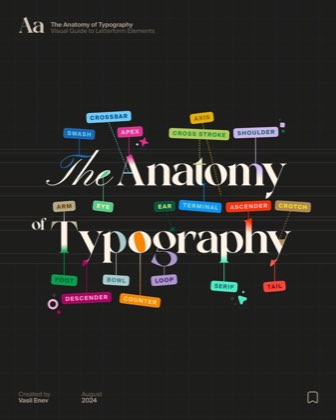 Aa
The Anatomy of Typography
Visual Guide to Letterform Elements
CROSSBAR
AXIS
SWASH
APEX
CROSS STROKE
SHOULDER
The Anatomy
ARM
EYE
EAR
TERMINAL
ASCENDER
CROTCH
of Typography
FOOT
BOWL
LOOP
SERIF
TAIL
DESCENDER
COUNTER
Created by
Vasil Enev
August
2024